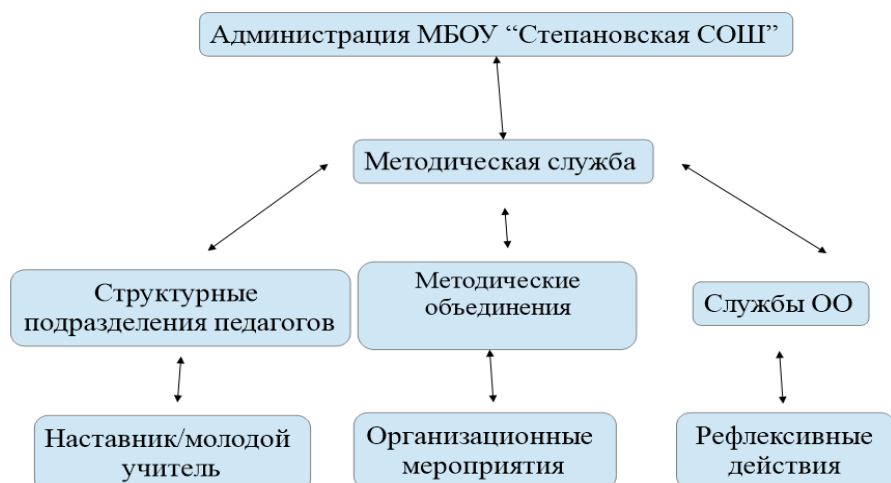 Администрация МБОУ “Степановская СОШ”
Методическая служба
Структурные
подразделения педагогов
Методические
объединения
Службы ОО
Наставник/молодой
учитель
Организационные
мероприятия
Рефлексивные
действия